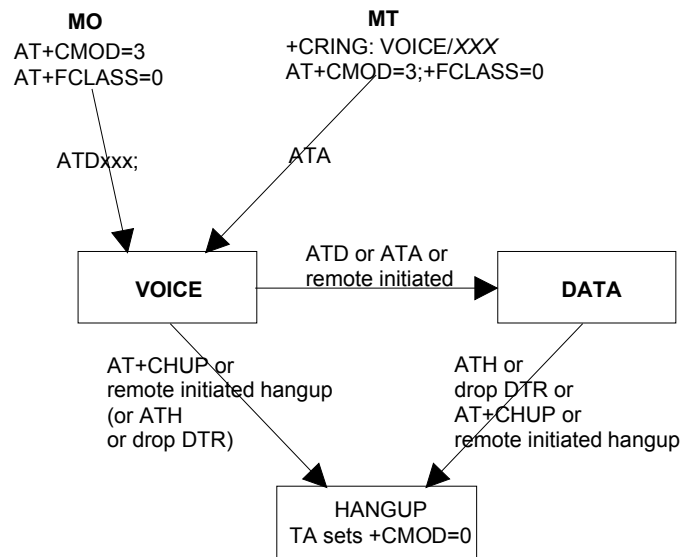 MO
AT+CMOD=3
AT+FCLASS=0
MT
+CRING: VOICE/XXX
AT+CMOD=3;+FCLASS=0
ATDxxx;
ATA
VOICE
ATD or ATA or
remote initiated
DATA
AT+CHUP or
remote initiated hangup
(or ATH
or drop DTR)
ATH or
drop DTR or
AT+CHUP or
remote initiated hangup
HANGUP
TA sets +CMOD=0